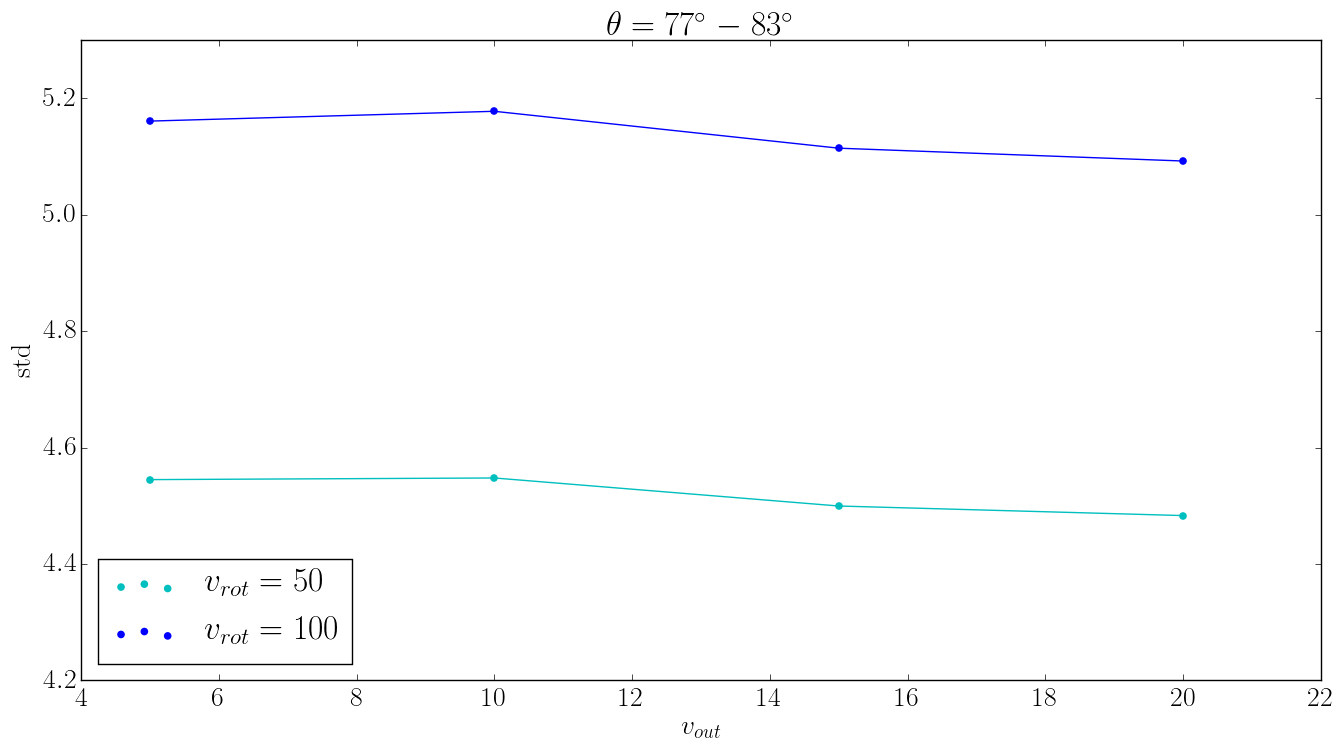 θ = 77° − 83°
5.2
5.0
4.8
4.6
4.4
4.2
std
v_rot = 50
v_rot = 100
4 6 8 10 12 14 16 18 20 22
v_out